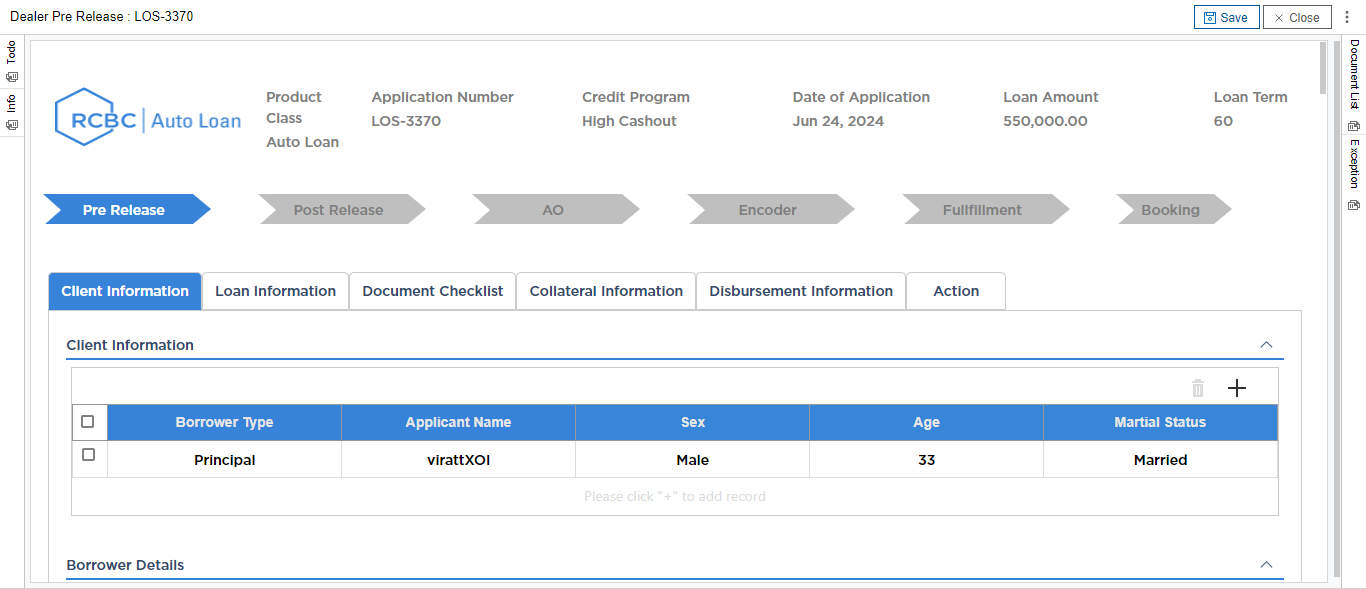 Dealer Pre Release : LOS-3370
Save
Close
Todo
Info
Document List
Exception
RCBC Auto Loan
Product Class
Auto Loan
Application Number
LOS-3370
Credit Program
High Cashout
Date of Application
Jun 24, 2024
Loan Amount
550,000.00
Loan Term
60
Pre Release
Post Release
AO
Encoder
Fullfillment
Booking
Client Information
Loan Information
Document Checklist
Collateral Information
Disbursement Information
Action
Client Information
Borrower Type Applicant Name Sex Age Martial Status
Principal virattXOI Male 33 Married
Please click "+" to add record
Borrower Details